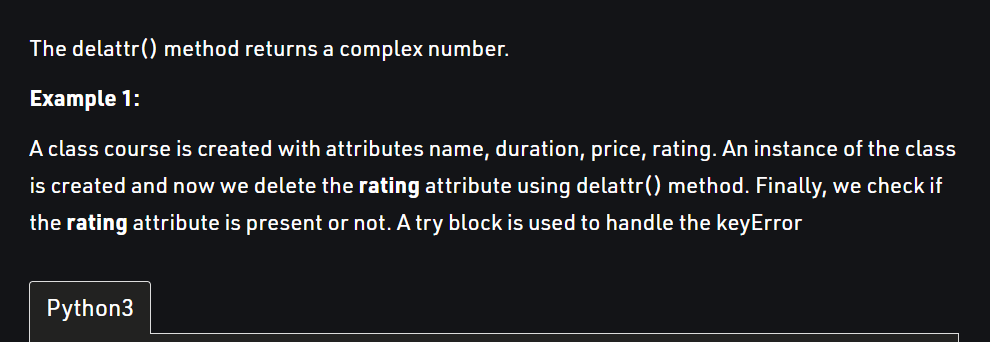 The delattr() method returns a complex number.
Example 1:
A class course is created with attributes name, duration, price, rating. An instance of the class
is created and now we delete the rating attribute using delattr() method. Finally, we check if
the rating attribute is present or not. A try block is used to handle the keyError
Python3